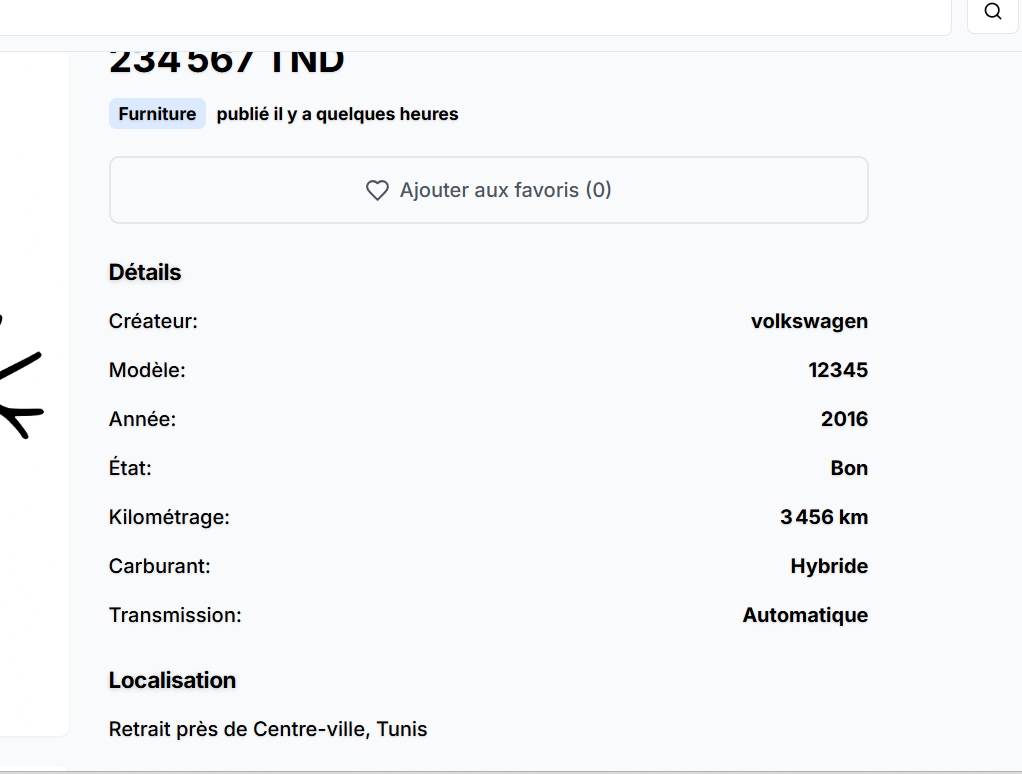 234 567 TND
Furniture publié il y a quelques heures
Ajouter aux favoris (0)
Détails
Créateur: volkswagen
Modèle: 12345
Année: 2016
État: Bon
Kilométrage: 3 456 km
Carburant: Hybride
Transmission: Automatique
Localisation
Retrait près de Centre-ville, Tunis